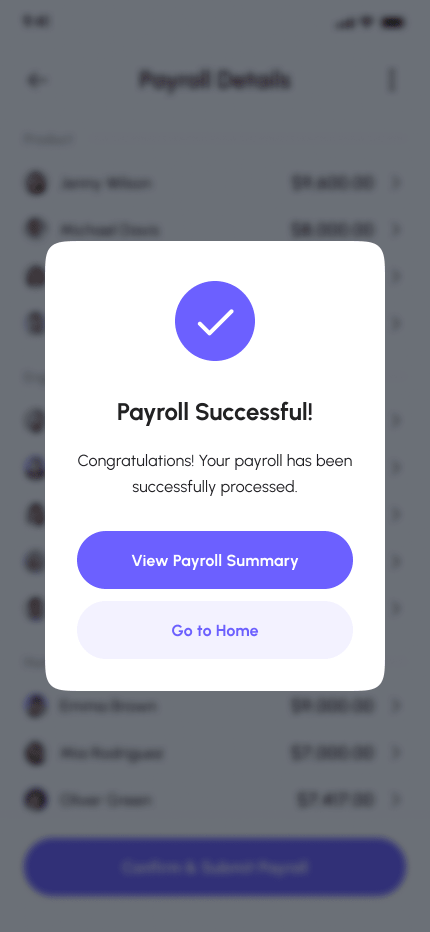 9:41
Payroll Details
Product
Jenny Wilson
$9,600.00
Michael Davis
$8,000.00
Payroll Successful!
Congratulations! Your payroll has been
successfully processed.
View Payroll Summary
Go to Home
Emma Brown
$9,000.00
Mia Rodriguez
$7,000.00
Oliver Green
$7,417.00
Confirm & Submit Payroll